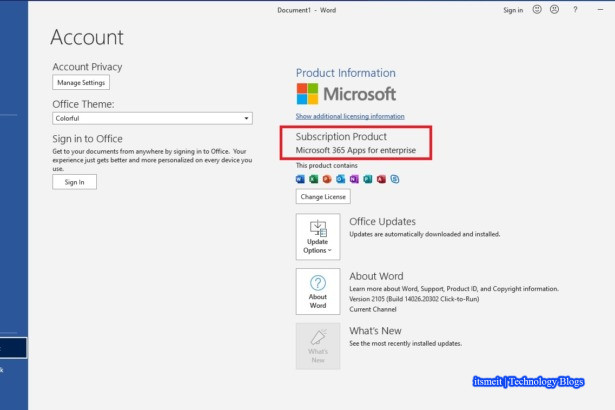 Document1 - Word
Sign in
?
Account
Account Privacy
Manage Settings
Office Theme:
Colorful
Sign in to Office
Get to your documents from anywhere by signing in to Office. Your
experience just gets better and more personalized on every device you
use.
Sign In
Product Information
Microsoft
Show additional licensing information
Subscription Product
Microsoft 365 Apps for enterprise
This product contains
Change License
Update
Options
Office Updates
Updates are automatically downloaded and installed.
About
Word
About Word
Learn more about Word, Support, Product ID, and Copyright information.
Version 2105 (Build 14026.20302 Click-to-Run)
Current Channel
What's
New
What's New
See the most recently installed updates.
itsmeit | Technology Blogs